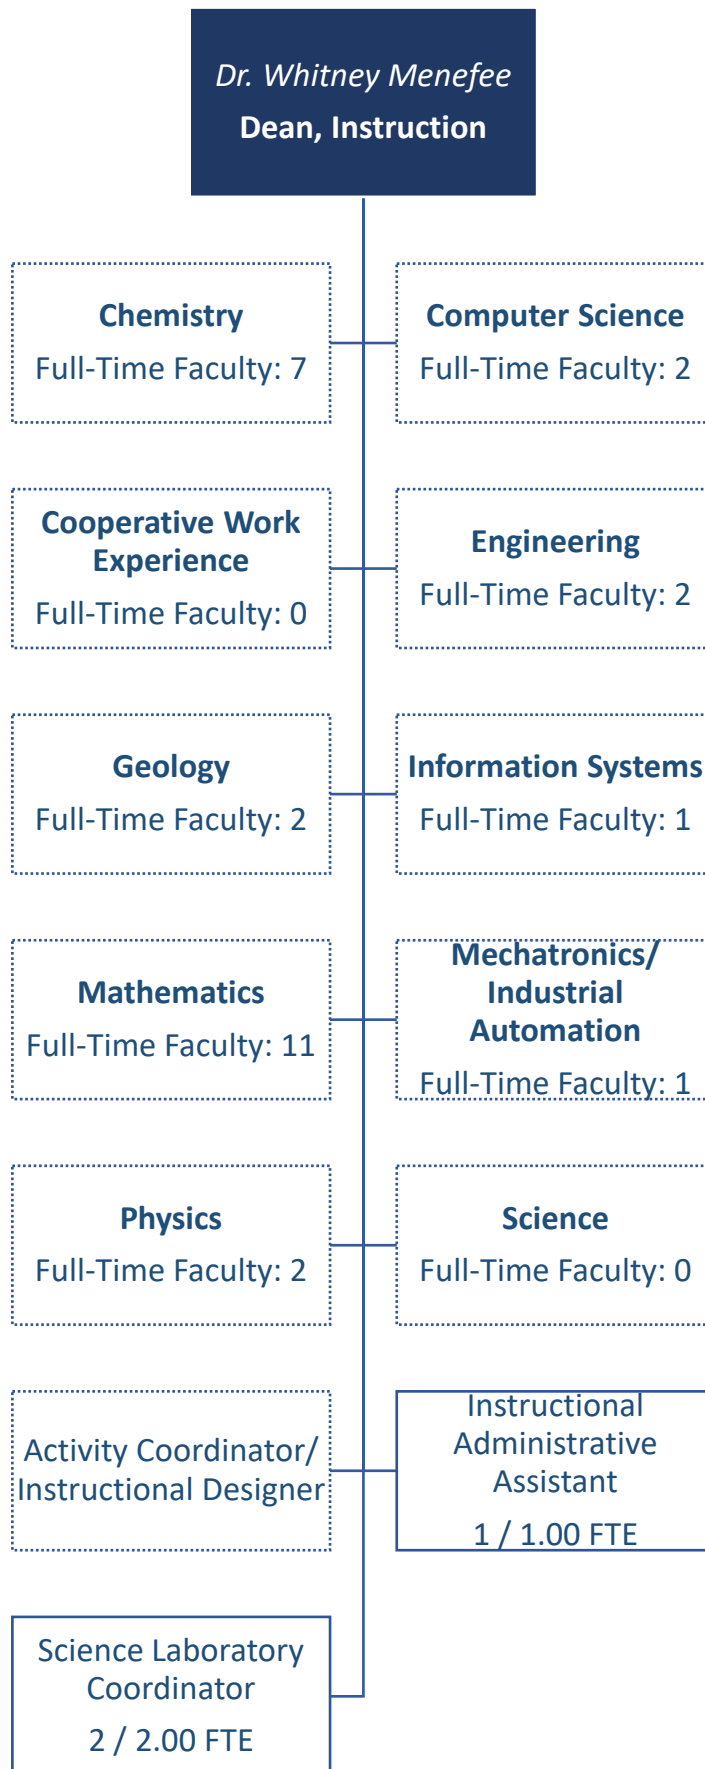 Dr. Whitney Menefee
Dean, Instruction
Chemistry
Full-Time Faculty: 7
Computer Science
Full-Time Faculty: 2
Cooperative Work
Experience
Full-Time Faculty: 0
Engineering
Full-Time Faculty: 2
Geology
Full-Time Faculty: 2
Information Systems
Full-Time Faculty: 1
Mathematics
Full-Time Faculty: 11
Mechatronics/
Industrial
Automation
Full-Time Faculty: 1
Physics
Full-Time Faculty: 2
Science
Full-Time Faculty: 0
Activity Coordinator/
Instructional Designer
Instructional
Administrative
Assistant
1 / 1.00 FTE
Science Laboratory
Coordinator
2 / 2.00 FTE